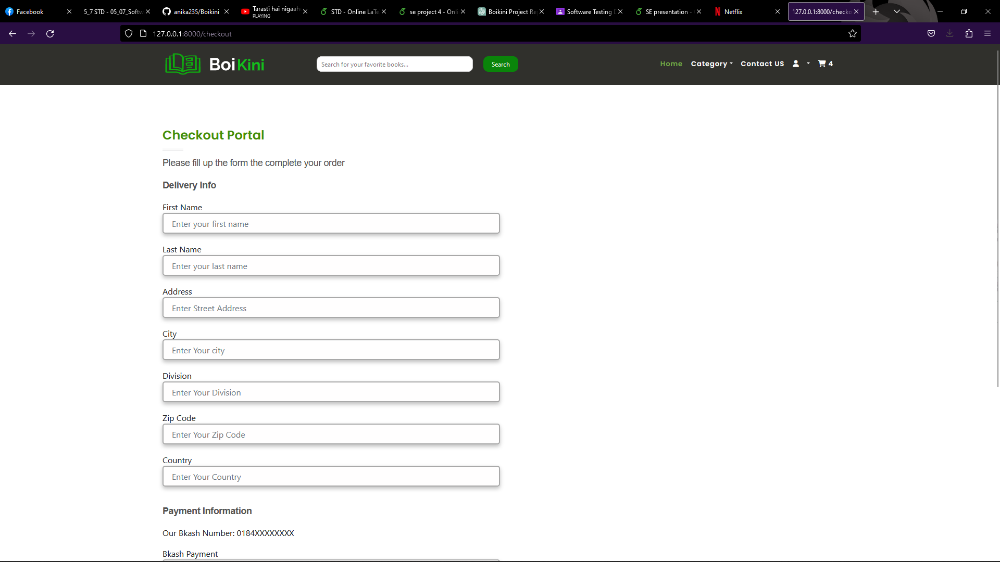 Facebook
5_7 STD - 05_07_Softw
anika235/Boikini
Tarasti hai nigaah
PLAYING
STD - Online LaTe
se project 4 - Onli
Boikini Project Re
Software Testing D
SE presentation -
Netflix
127.0.0.1:8000/checko
127.0.0.1:8000/checkout
BoiKini
Search for your favorite books...
Search
Home
Category
Contact US
4
Checkout Portal
Please fill up the form the complete your order
Delivery Info
First Name
Enter your first name
Last Name
Enter your last name
Address
Enter Street Address
City
Enter Your city
Division
Enter Your Division
Zip Code
Enter Your Zip Code
Country
Enter Your Country
Payment Information
Our Bkash Number: 0184XXXXXXXX
Bkash Payment